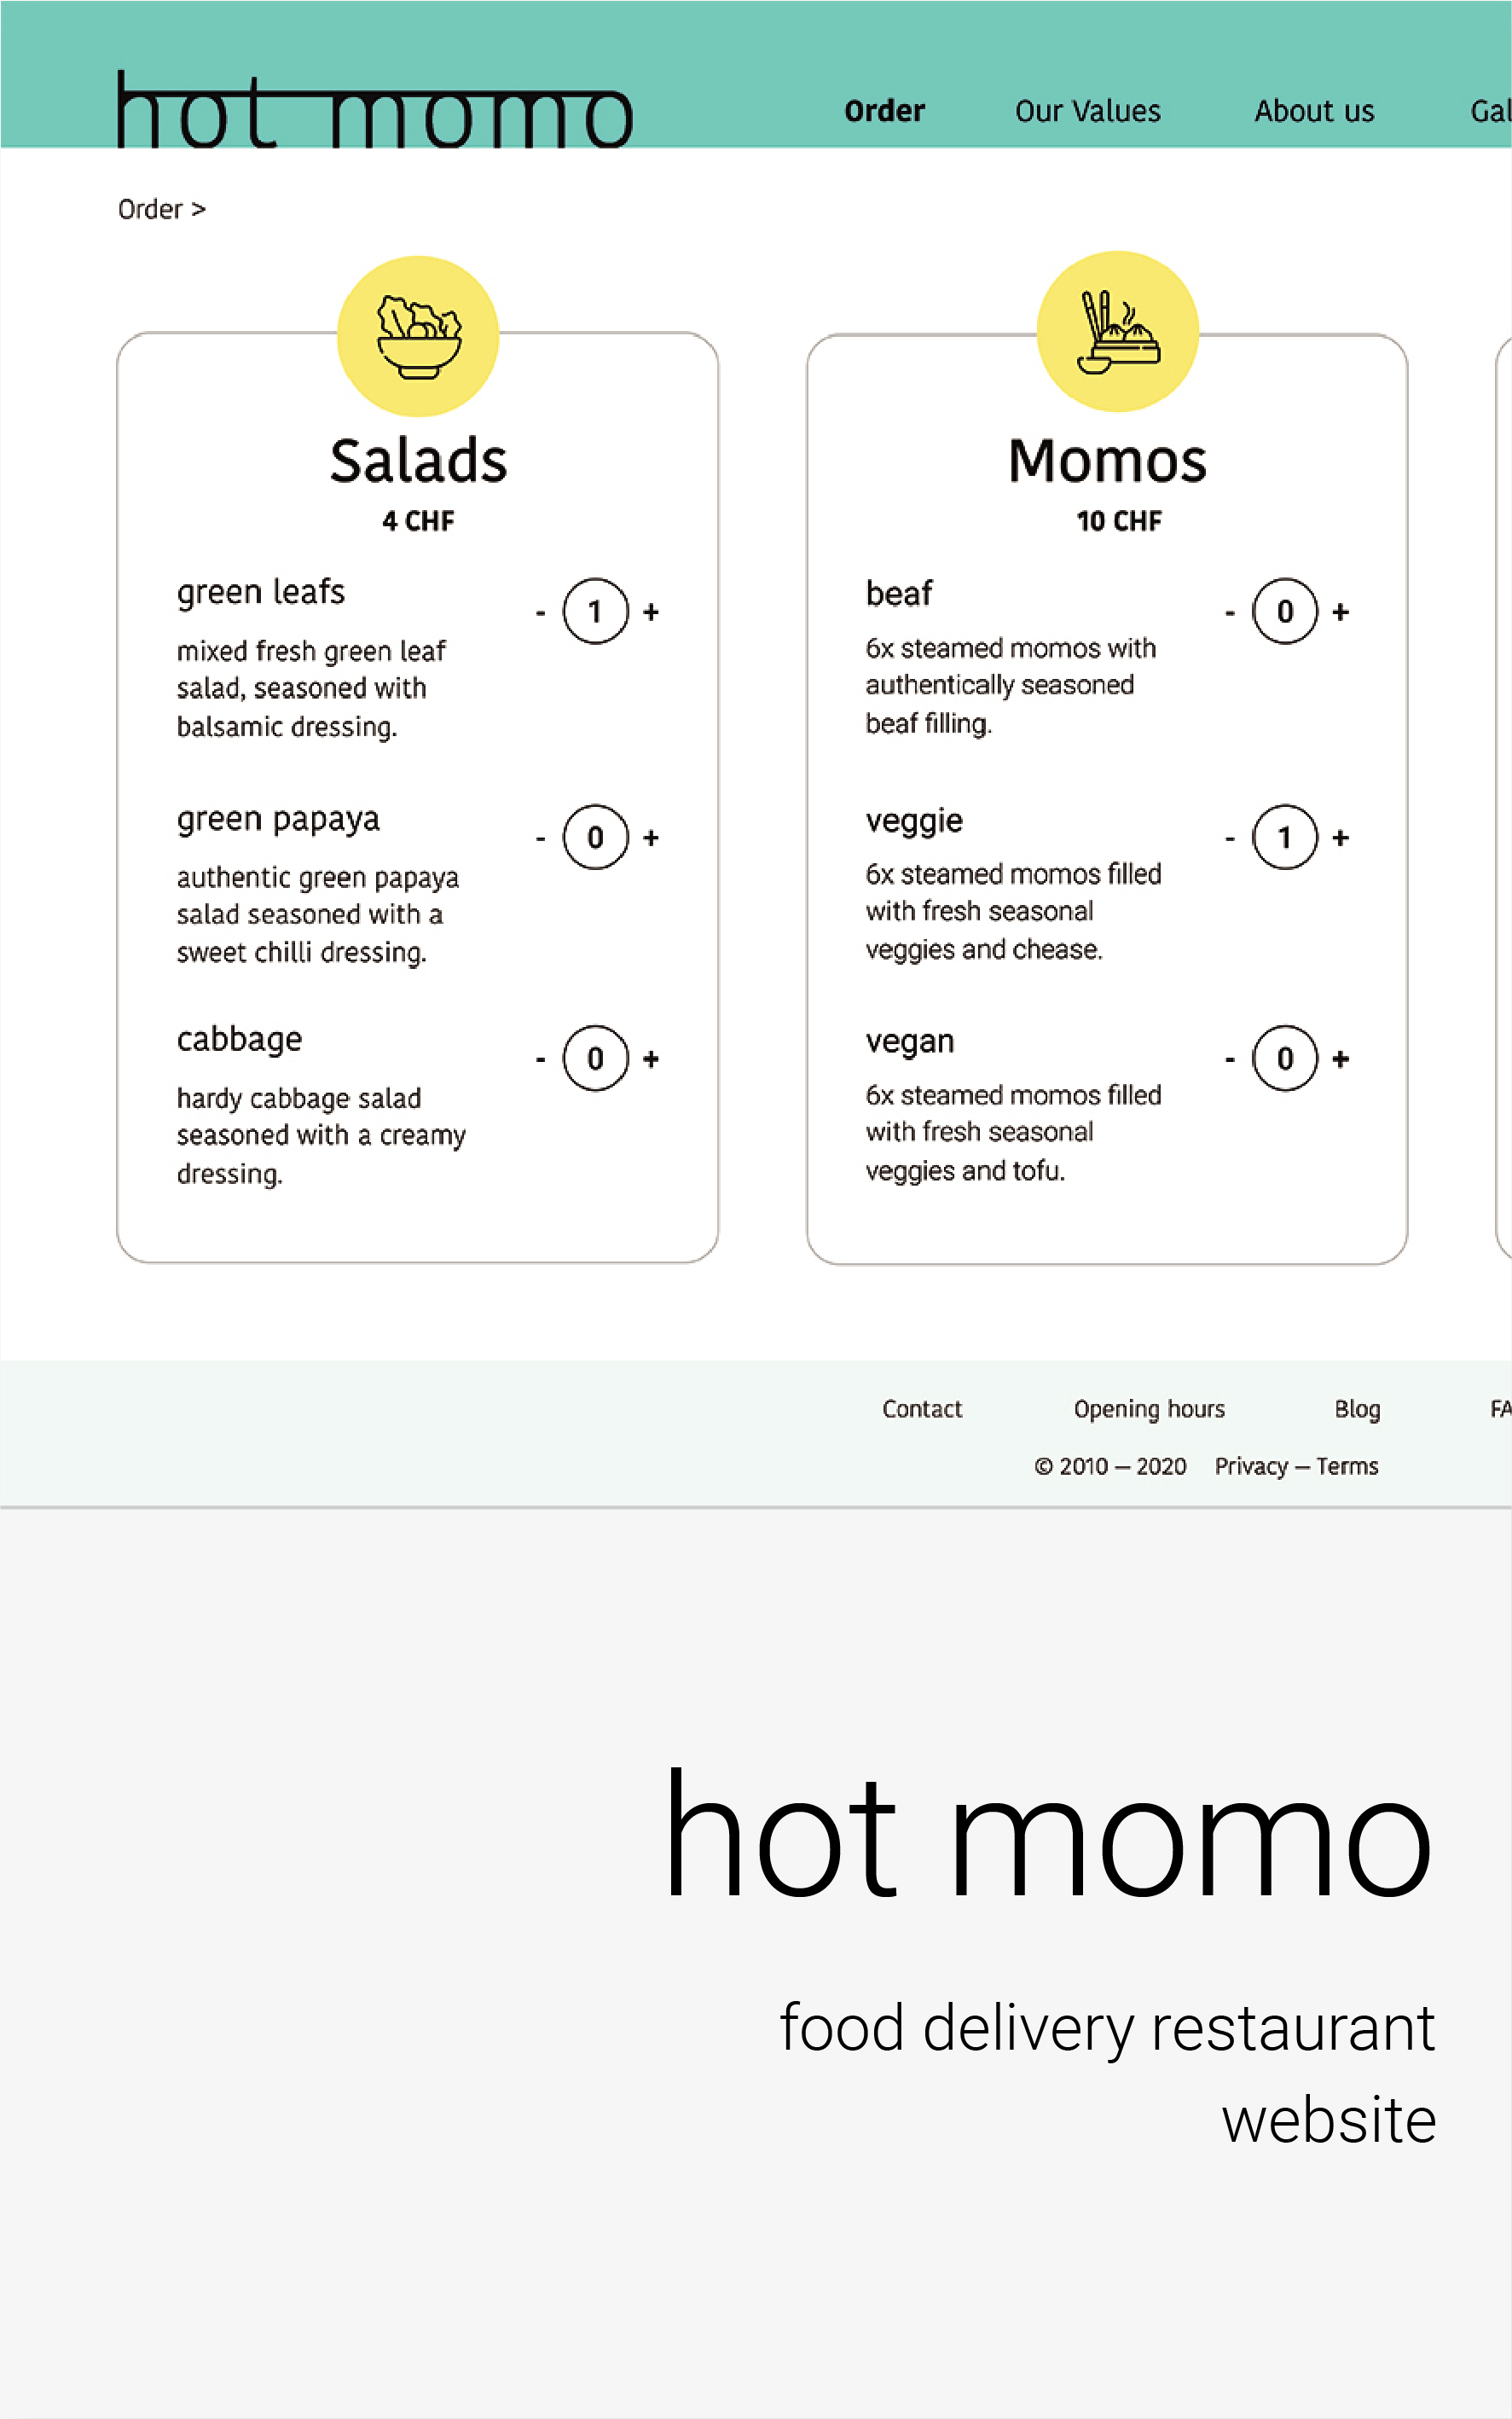 hot momo
Order Our Values About us
Order >
Salads
4 CHF
green leafs
- 1 +
mixed fresh green leaf
salad, seasoned with
balsamic dressing.
green papaya
- 0 +
authentic green papaya
salad seasoned with a
sweet chilli dressing.
cabbage
- 0 +
hardy cabbage salad
seasoned with a creamy
dressing.
Momos
10 CHF
beaf
- 0 +
6x steamed momos with
authentically seasoned
beaf filling.
veggie
- 1 +
6x steamed momos filled
with fresh seasonal
veggies and chease.
vegan
- 0 +
6x steamed momos filled
with fresh seasonal
veggies and tofu.
Contact Opening hours Blog
© 2010 – 2020 Privacy – Terms
hot momo
food delivery restaurant
website